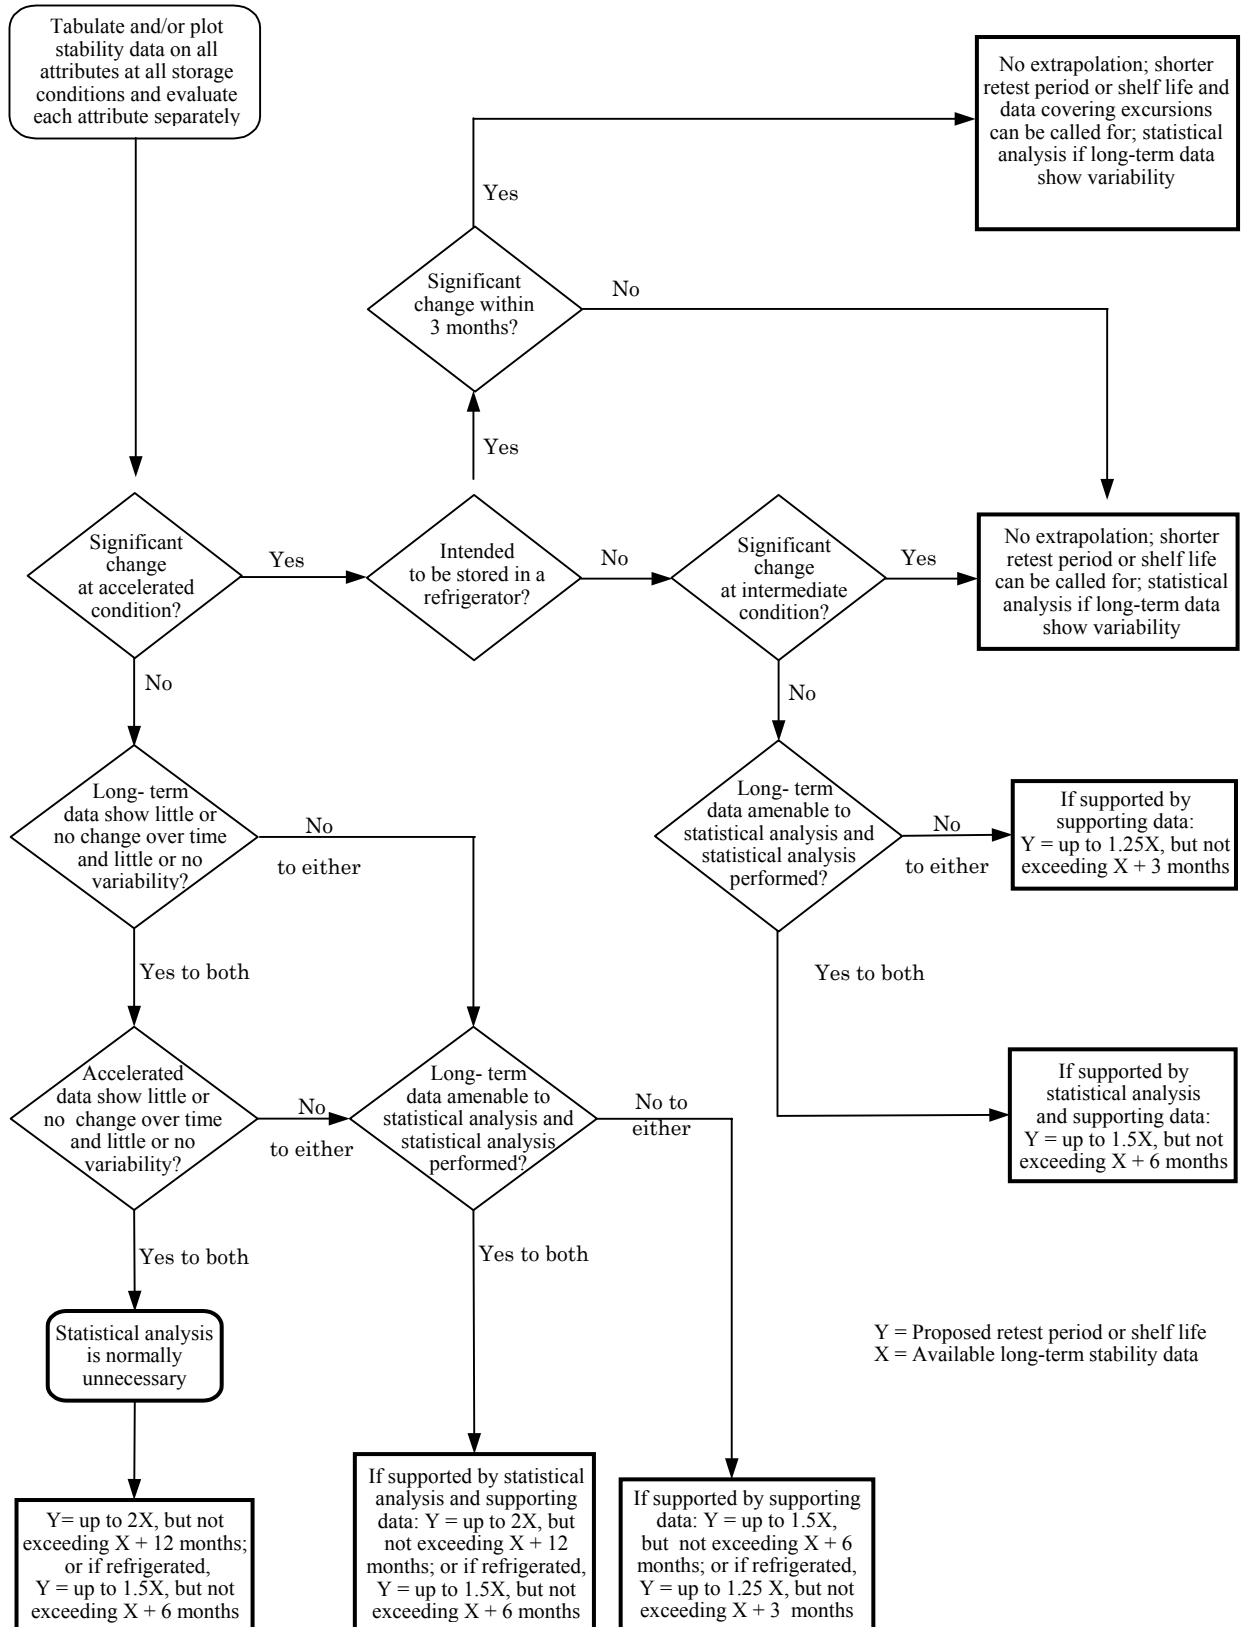 Tabulate and/or plot
stability data on all
attributes at all storage
conditions and evaluate
each attribute separately
No extrapolation; shorter
retest period or shelf life and
data covering excursions
can be called for; statistical
analysis if long-term data
show variability
Yes
Significant
change within
3 months?
No
Yes
Significant
change
at accelerated
condition?
Yes
Intended
to be stored in a
refrigerator?
No
Significant
change
at intermediate
condition?
Yes
No extrapolation; shorter
retest period or shelf life
can be called for; statistical
analysis if long-term data
show variability
No
No
Long- term
data show little or
no change over time
and little or no
variability?
No
to either
Long- term
data amenable to
statistical analysis and
statistical analysis
performed?
No
to either
If supported by
supporting data:
Y = up to 1.25X, but not
exceeding X + 3 months
Yes to both
Yes to both
Accelerated
data show little or
no change over time
and little or no
variability?
No
to either
Long- term
data amenable to
statistical analysis and
statistical analysis
performed?
No to
either
If supported by
statistical analysis
and supporting data:
Y = up to 1.5X, but not
exceeding X + 6 months
Yes to both
Yes to both
Statistical analysis
is normally
unnecessary
Y = Proposed retest period or shelf life
X = Available long-term stability data
Y= up to 2X, but not
exceeding X + 12 months;
or if refrigerated,
Y = up to 1.5X, but not
exceeding X + 6 months
If supported by statistical
analysis and supporting
data: Y = up to 2X, but
not exceeding X + 12
months; or if refrigerated,
Y = up to 1.5X, but not
exceeding X + 6 months
If supported by supporting
data: Y = up to 1.5X,
but not exceeding X + 6
months; or if refrigerated,
Y = up to 1.25 X, but not
exceeding X + 3 months